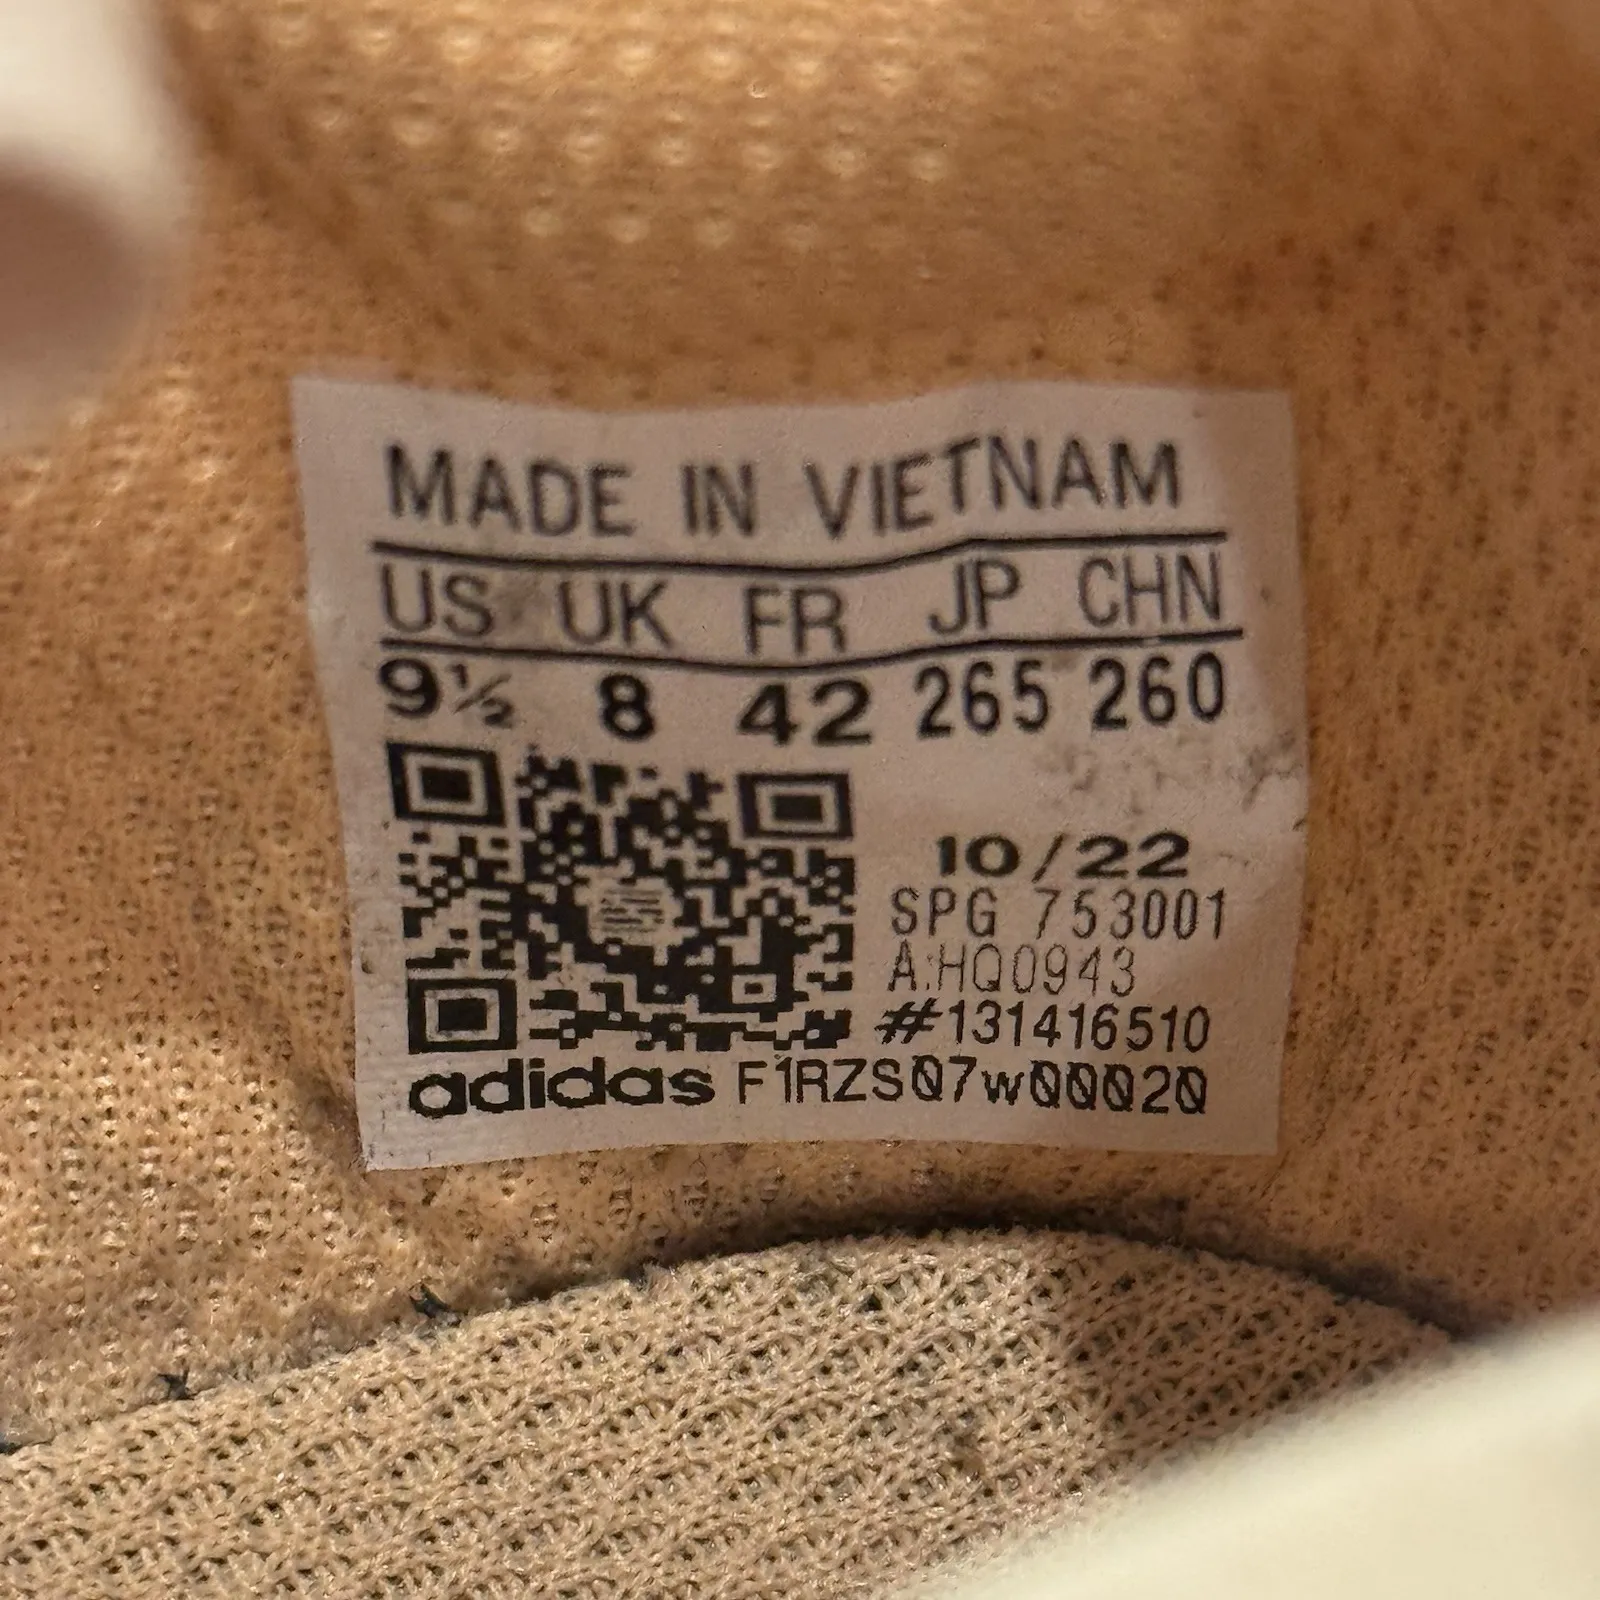 MADE IN VIETNAM
US UK FR JP CHN
9½ 8 42 265 260
10/22
SPG 753001
A:HQ0943
#131416510
adidas F1RZS07W00020